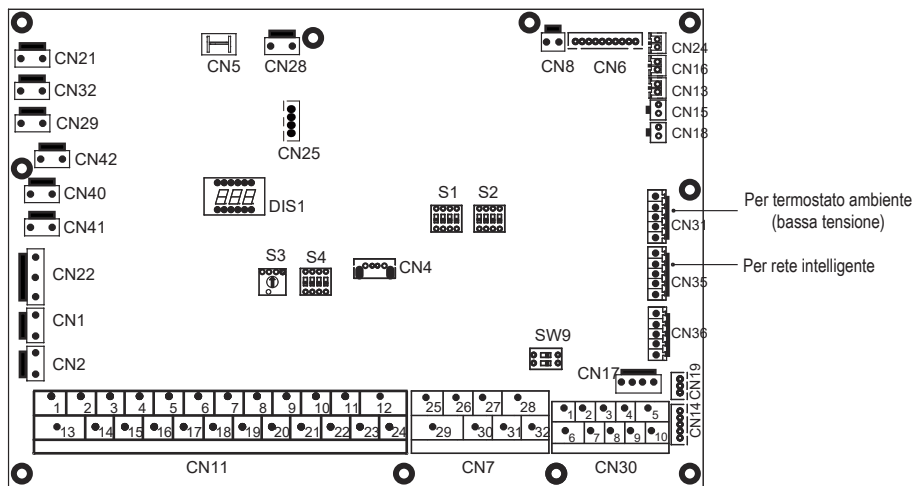 CN21
CN32
CN29
CN42
CN40
CN41
CN22
CN1
CN2
CN5
CN28
CN25
DIS1
S1 S2
S3 S4
CN4
CN8 CN6
CN24
CN16
CN13
CN15
CN18
CN31
Per termostato ambiente
(bassa tensione)
CN35
Per rete intelligente
CN36
SW9
CN17
CN19
CN14
1 2 3 4 5 6 7 8 9 10 11 12
13 14 15 16 17 18 19 20 21 22 23 24
CN11
25 26 27 28
29 30 31 32
CN7
1 2 3 4 5
6 7 8 9 10
CN30